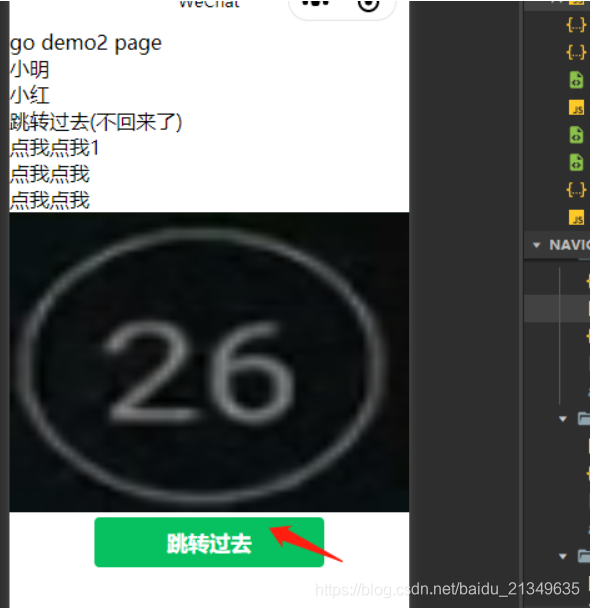 WeChat
go demo2 page
小明
小红
跳转过去(不回来了)
点我点我1
点我点我
点我点我
26
跳转过去
{..}
{..}
JS
{..}
JS
NAVIG
https://blog.csdn.net/baidu_21349635